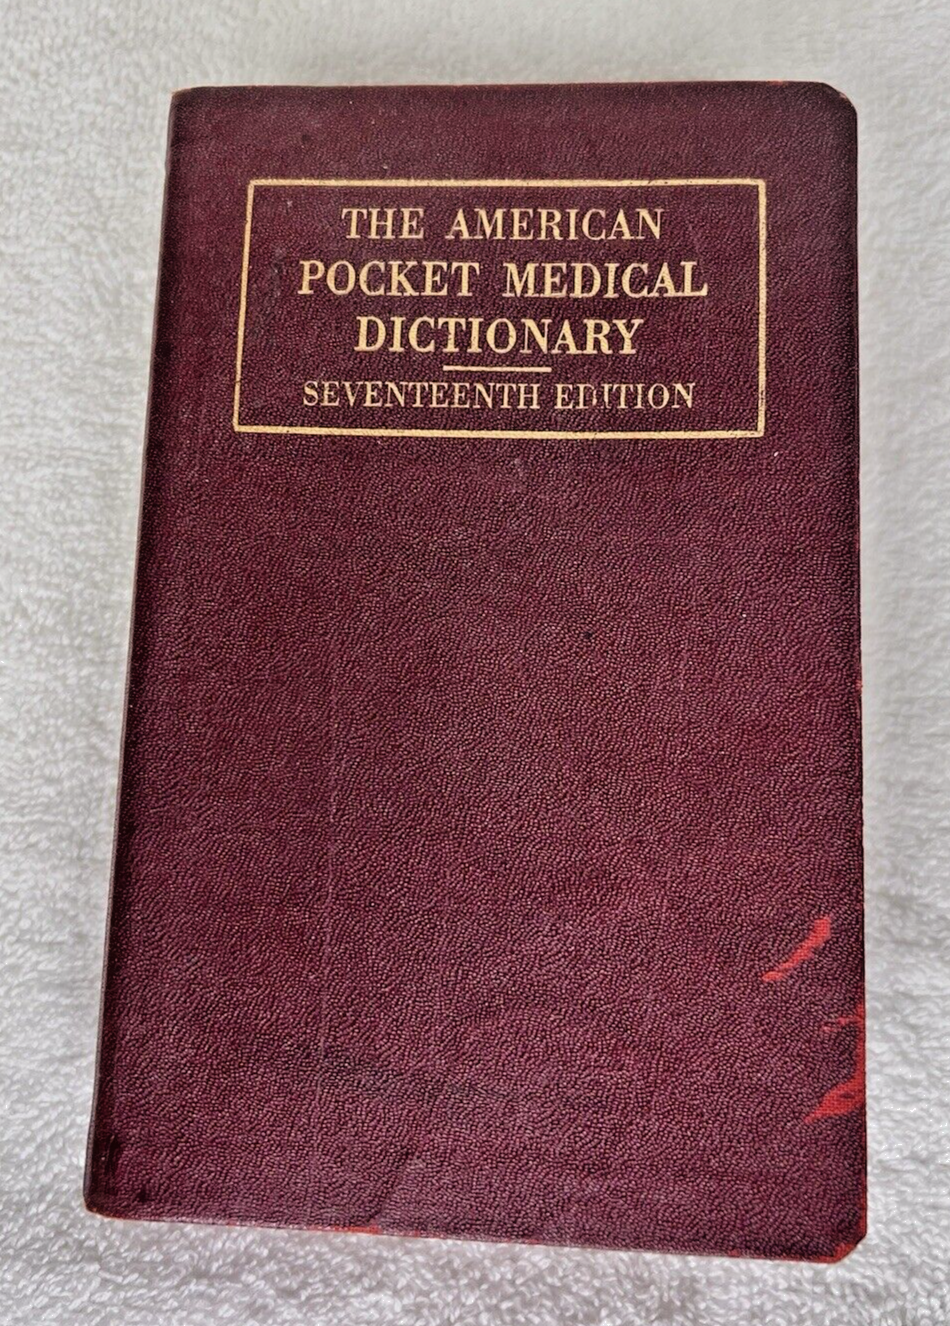 THE AMERICAN
POCKET MEDICAL
DICTIONARY
SEVENTEENTH EDITION